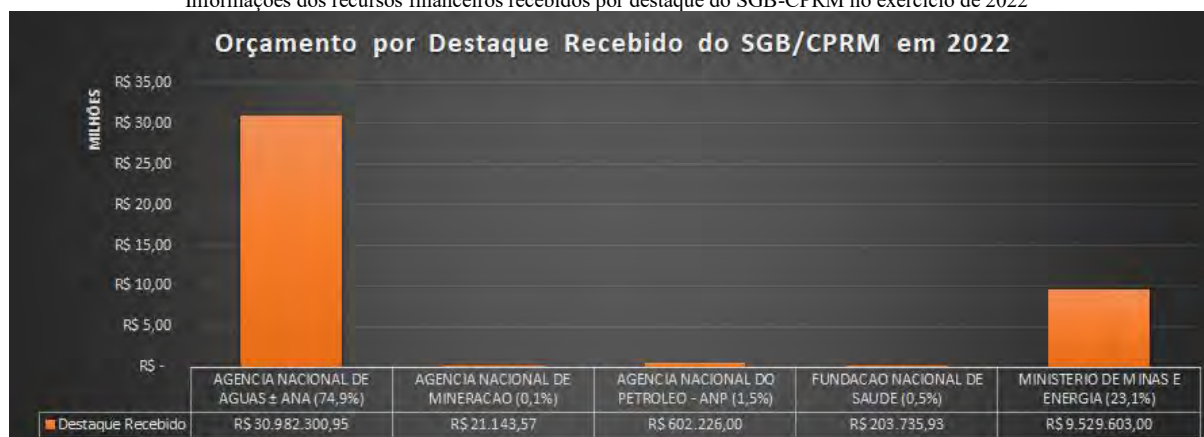 Informações dos recursos financeiros recebidos por destaque do SGB-CPRM no exercício de 2022
Orçamento por Destaque Recebido do SGB/CPRM em 2022
MILHÕES
R$ 35,00
R$ 30,00
R$ 25,00
R$ 20,00
R$ 15,00
R$ 10,00
R$ 5,00
R$ -
AGENCIA NACIONAL DE AGUAS ± ANA (74,9%)
AGENCIA NACIONAL DE MINERACAO (0,1%)
AGENCIA NACIONAL DO PETROLEO - ANP (1,5%)
FUNDACAO NACIONAL DE SAUDE (0,5%)
MINISTERIO DE MINAS E ENERGIA (23,1%)
Destaque Recebido R$ 30.982.300,95 R$ 21.143,57 R$ 602.226,00 R$ 203.735,93 R$ 9.529.603,00